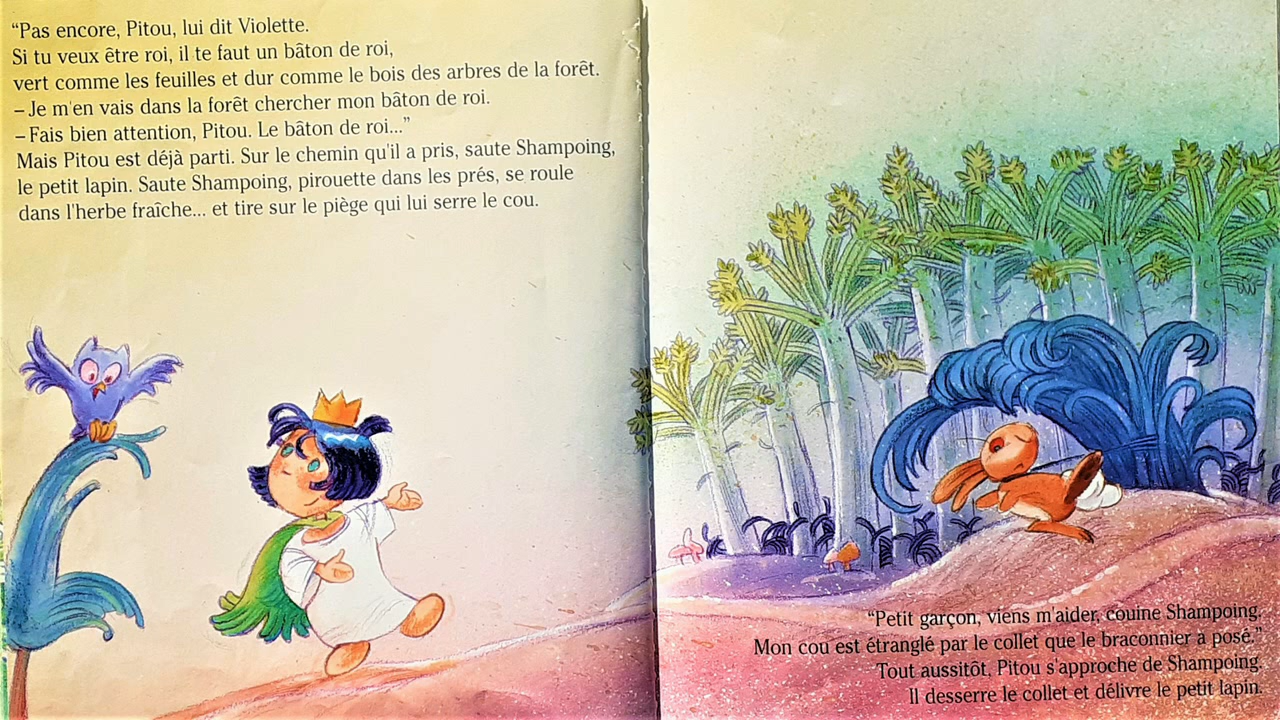 “Pas encore, Pitou, lui dit Violette.
Si tu veux être roi, il te faut un bâton de roi,
vert comme les feuilles et dur comme le bois des arbres de la forêt.
– Je m'en vais dans la forêt chercher mon bâton de roi.
– Fais bien attention, Pitou. Le bâton de roi...”
Mais Pitou est déjà parti. Sur le chemin qu'il a pris, saute Shampoing,
le petit lapin. Saute Shampoing, pirouette dans les prés, se roule
dans l'herbe fraîche... et tire sur le piège qui lui serre le cou.
“Petit garçon, viens m'aider, couine Shampoing.
Mon cou est étranglé par le collet que le braconnier a posé.”
Tout aussitôt, Pitou s'approche de Shampoing.
Il desserre le collet et délivre le petit lapin.